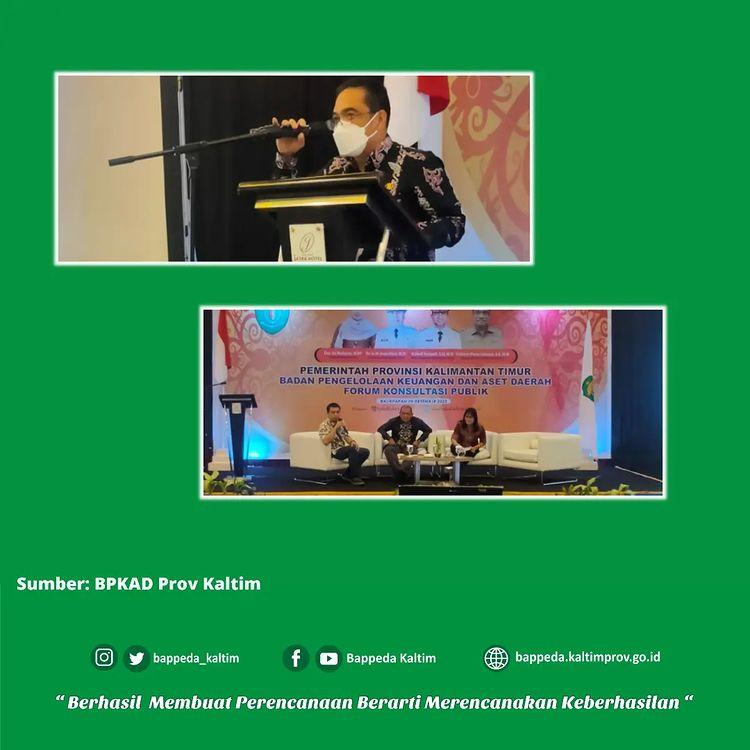 PEMERINTAH PROVINSI KALIMANTAN TIMUR
BADAN PENGELOLAAN KEUANGAN DAN ASET DAERAH
FORUM KONSULTASI PUBLIK
Sumber: BPKAD Prov Kaltim
bappeda_kaltim
Bappeda Kaltim
bappeda.kaltimprov.go.id
“ Berhasil Membuat Perencanaan Berarti Merencanakan Keberhasilan “